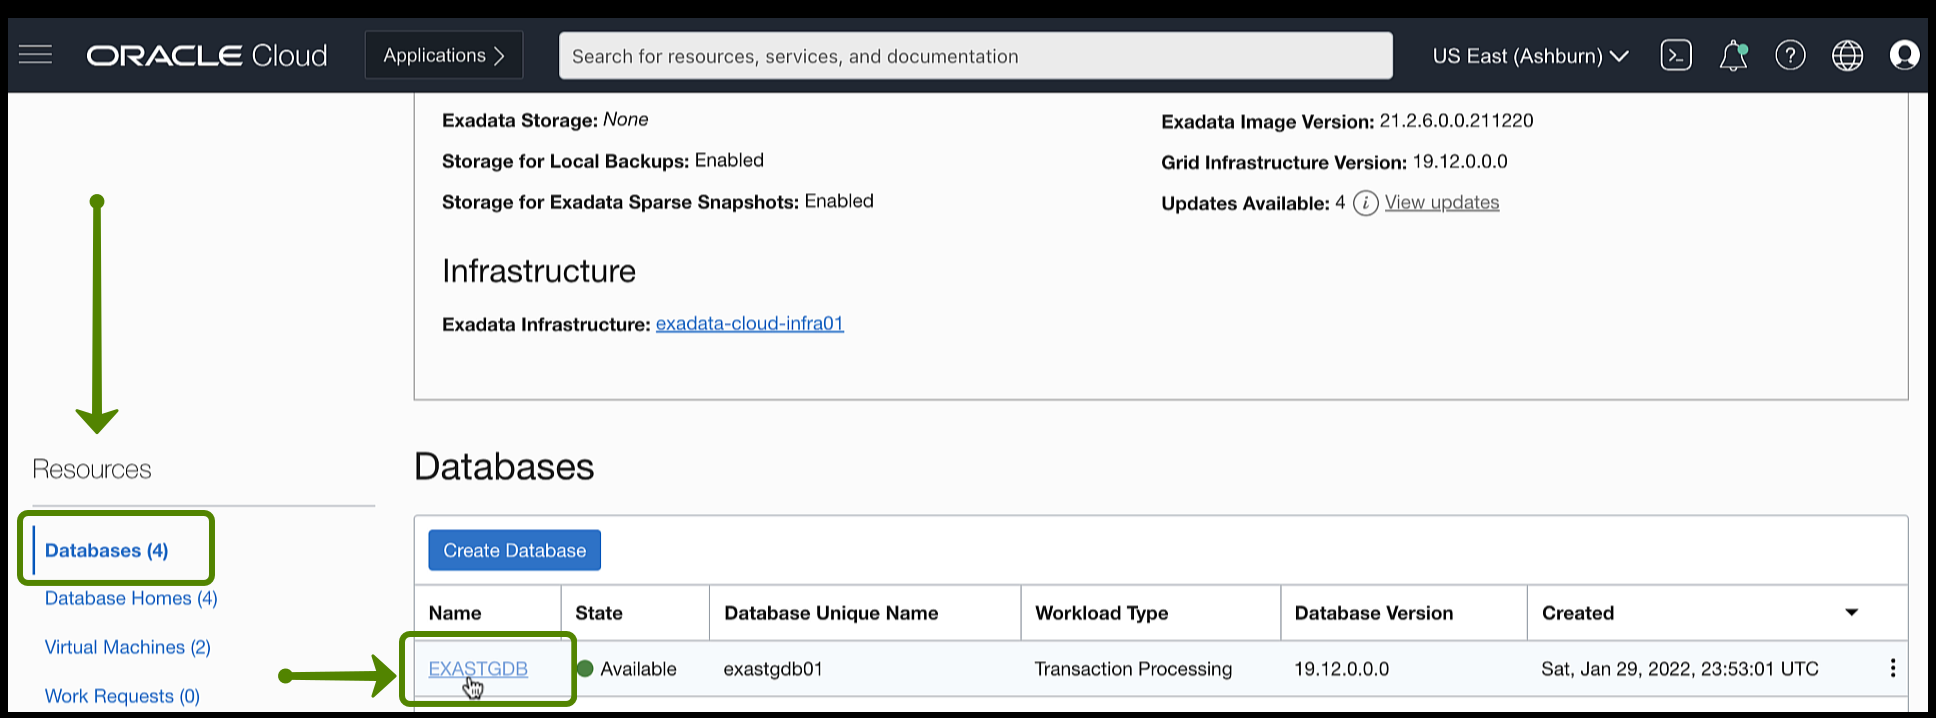 ORACLE Cloud
Applications
Search for resources, services, and documentation
US East (Ashburn)
Exadata Storage: None
Storage for Local Backups: Enabled
Storage for Exadata Sparse Snapshots: Enabled
Exadata Image Version: 21.2.6.0.0.211220
Grid Infrastructure Version: 19.12.0.0.0
Updates Available: 4 i View updates
Infrastructure
Exadata Infrastructure: exadata-cloud-infra01
Resources
Databases (4)
Database Homes (4)
Virtual Machines (2)
Work Requests (0)
Databases
Create Database
Name State Database Unique Name Workload Type Database Version Created
EXASTGDB Available exastgdb01 Transaction Processing 19.12.0.0.0 Sat, Jan 29, 2022, 23:53:01 UTC